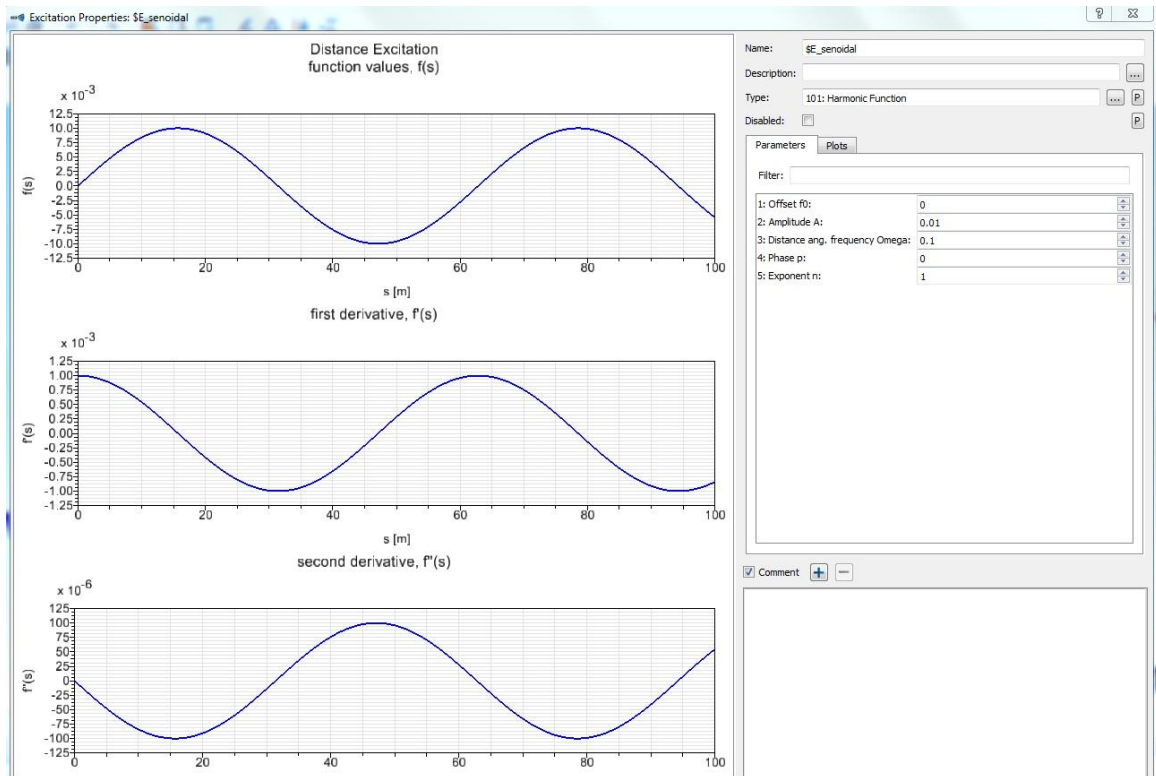 Excitation Properties: $E_senoidal
Distance Excitation
function values, f(s)
x 10-3
12.5
10.0
7.5
5.0
2.5
0.0
-2.5
-5.0
-7.5
-10.0
-12.5
f(s)
0 20 40 60 80 100
s [m]
first derivative, f'(s)
x 10-3
1.25
1.00
0.75
0.50
0.25
0.00
-0.25
-0.50
-0.75
-1.00
-1.25
f'(s)
0 20 40 60 80 100
s [m]
second derivative, f''(s)
x 10-6
125
100
75
50
25
0
-25
-50
-75
-100
-125
f''(s)
0 20 40 60 80 100
Name: $E_senoidal
Description: ...
Type: 101: Harmonic Function ... P
Disabled: P
Parameters Plots
Filter:
1: Offset f0: 0
2: Amplitude A: 0.01
3: Distance ang. frequency Omega: 0.1
4: Phase p: 0
5: Exponent n: 1
Comment